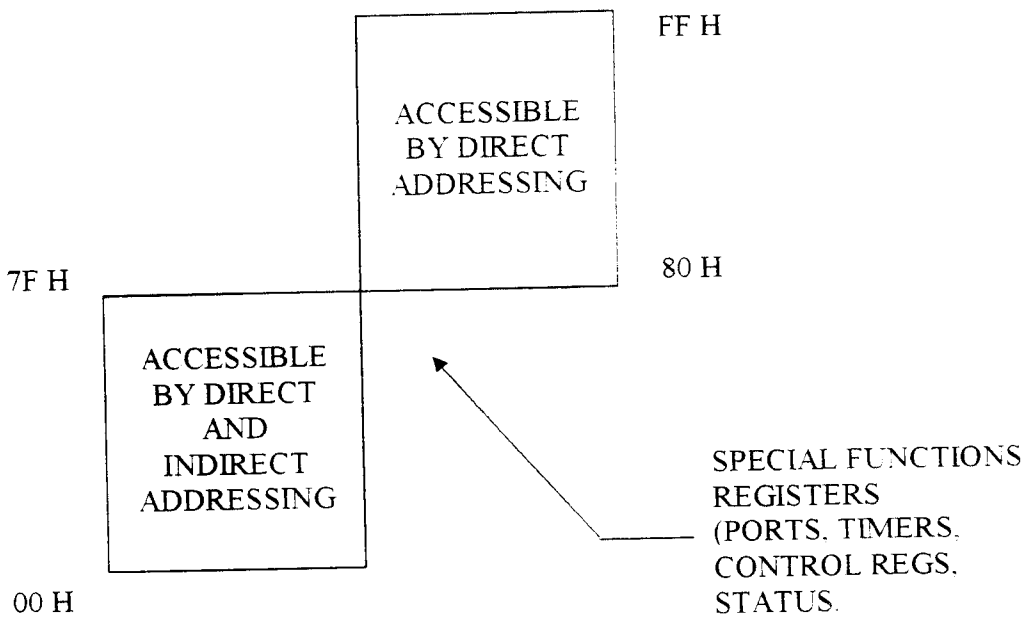 FF H
ACCESSIBLE
BY DIRECT
ADDRESSING
7F H
80 H
ACCESSIBLE
BY DIRECT
AND
INDIRECT
ADDRESSING
SPECIAL FUNCTIONS
REGISTERS
(PORTS, TIMERS,
CONTROL REGS,
STATUS.
00 H